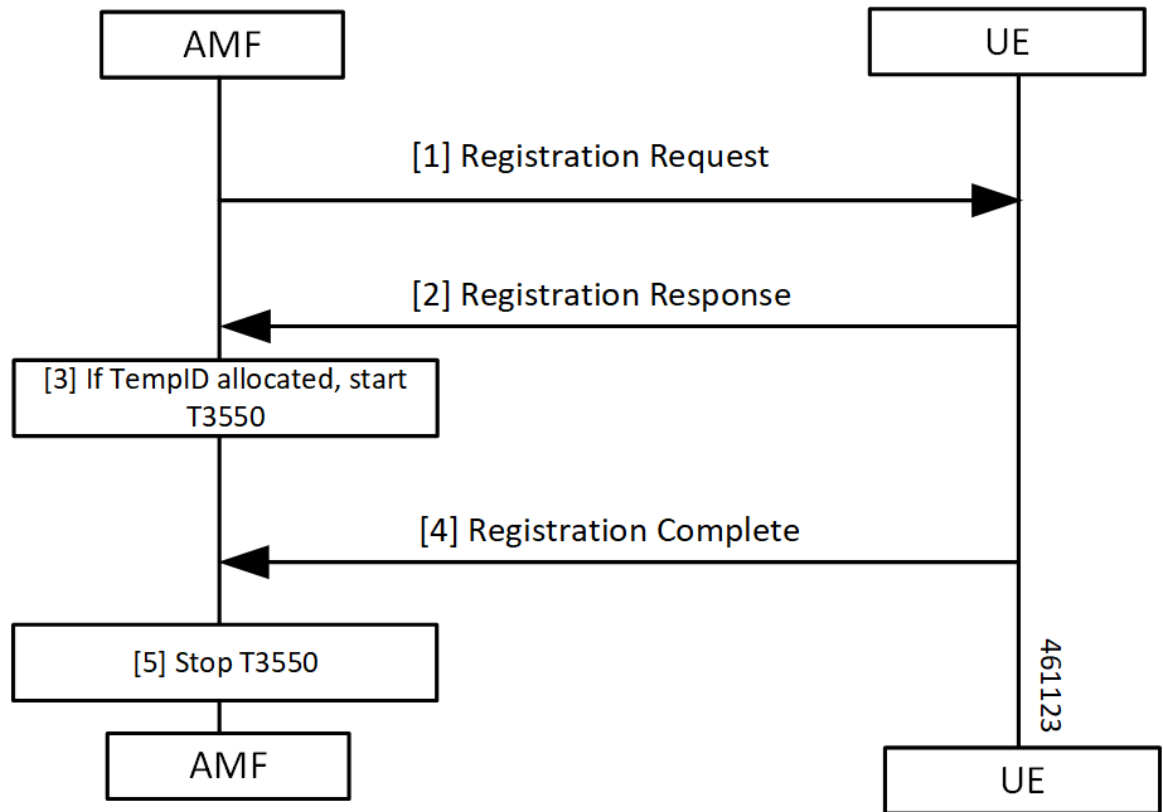 AMF
UE
[1] Registration Request
[2] Registration Response
[3] If TempID allocated, start
T3550
[4] Registration Complete
[5] Stop T3550
461123
AMF
UE